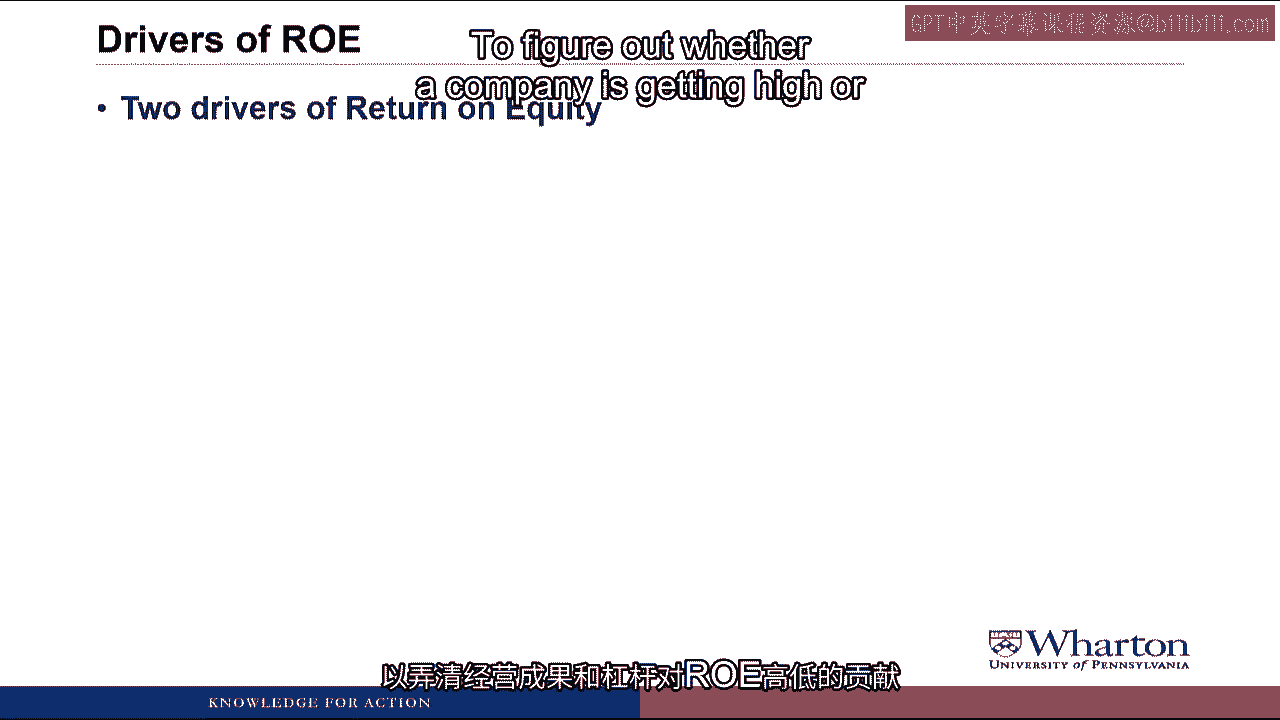 GPT中英字幕课程资源@bilibili.com
Drivers of ROE
To figure out whether
a company is getting high or
• Two drivers of Return on Equity
Wharton
UNIVERSITY of PENNSYLVANIA
以弄清经营成果和杠杆对ROE高低的贡献
KNOWLEDGE FOR ACTION